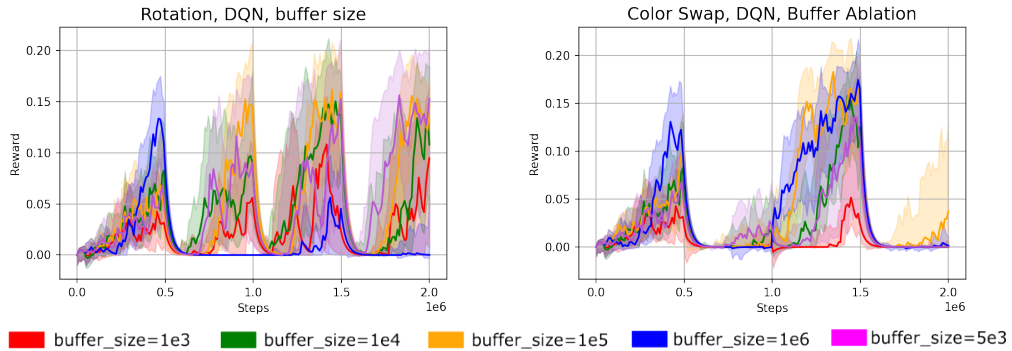 Rotation, DQN, buffer size
Reward
0.20
0.15
0.10
0.05
0.00
0.0
0.5
1.0
1.5
2.0
1e6
Steps
Color Swap, DQN, Buffer Ablation
Reward
0.20
0.15
0.10
0.05
0.00
0.0
0.5
1.0
1.5
2.0
1e6
Steps
buffer_size=1e3
buffer_size=1e4
buffer_size=1e5
buffer_size=1e6
buffer_size=5e3